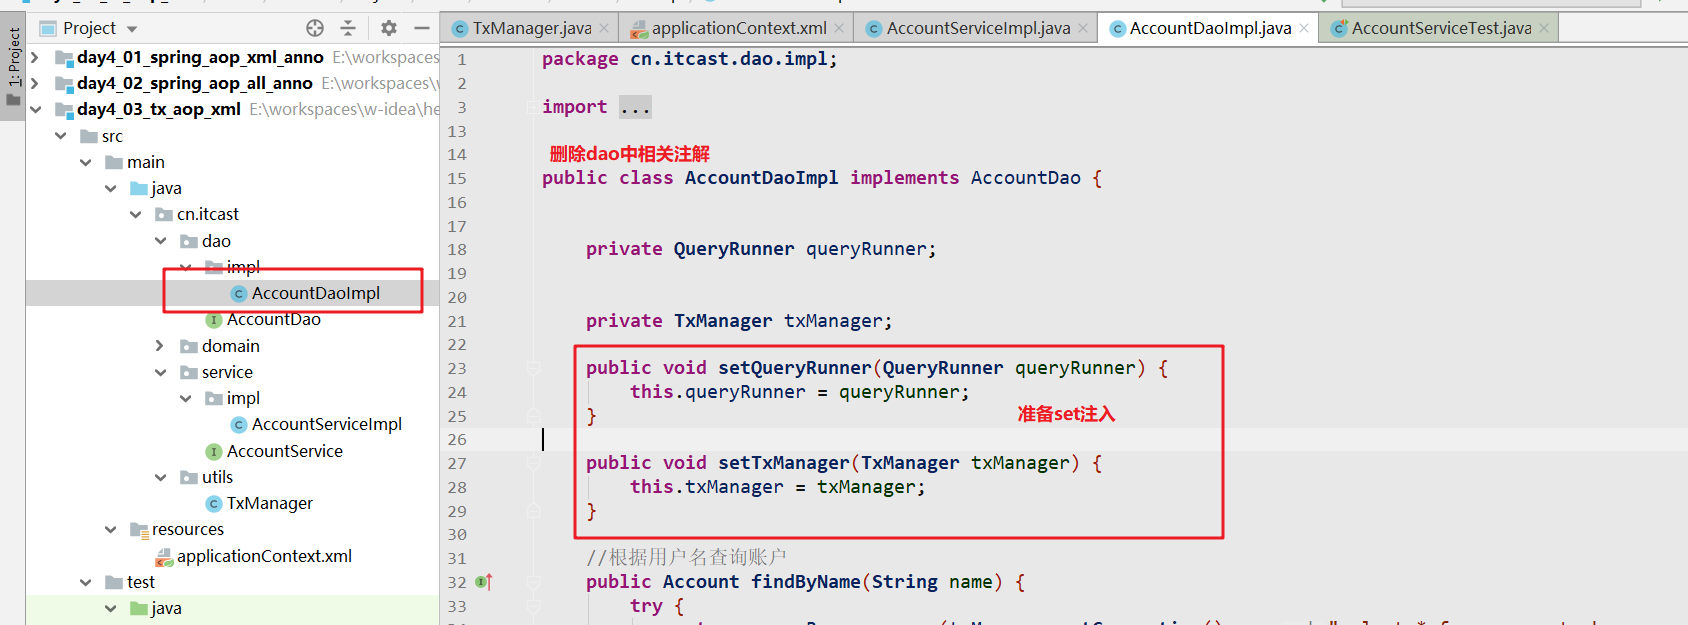 1: Project
Project
day4_01_spring_aop_xml_anno E:\workspaces
day4_02_spring_aop_all_anno E:\workspaces\
day4_03_tx_aop_xml E:\workspaces\w-idea\he
src
main
java
cn.itcast
dao
impl
AccountDaoImpl
AccountDao
domain
service
impl
AccountServiceImpl
AccountService
utils
TxManager
resources
applicationContext.xml
test
java
TxManager.java × applicationContext.xml × AccountServiceImpl.java × AccountDaoImpl.java × AccountServiceTest.java ×
1 package cn.itcast.dao.impl;
2
3 import ...
13
14 删除dao中相关注解
15 public class AccountDaoImpl implements AccountDao {
16
17
18 private QueryRunner queryRunner;
19
20
21 private TxManager txManager;
22
23 public void setQueryRunner(QueryRunner queryRunner) {
24 this.queryRunner = queryRunner;
25 }
准备set注入
26
27 public void setTxManager(TxManager txManager) {
28 this.txManager = txManager;
29 }
30
31 //根据用户名查询账户
32 public Account findByName(String name) {
33 try {